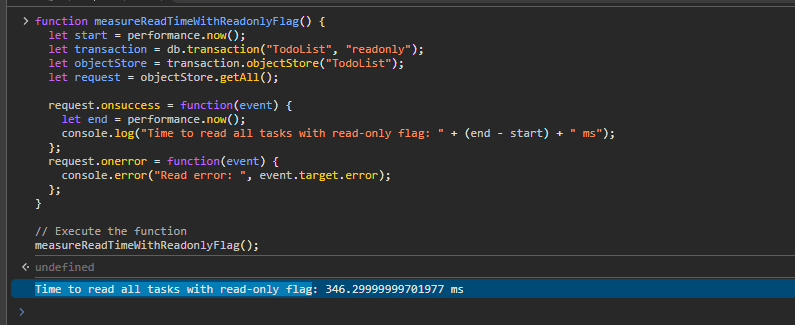 function measureReadTimeWithReadonlyFlag() {
let start = performance.now();
let transaction = db.transaction("TodoList", "readonly");
let objectStore = transaction.objectStore("TodoList");
let request = objectStore.getAll();
request.onsuccess = function(event) {
let end = performance.now();
console.log("Time to read all tasks with read-only flag: " + (end - start) + " ms");
};
request.onerror = function(event) {
console.error("Read error: ", event.target.error);
};
}
// Execute the function
measureReadTimeWithReadonlyFlag();
undefined
Time to read all tasks with read-only flag: 346.29999999701977 ms